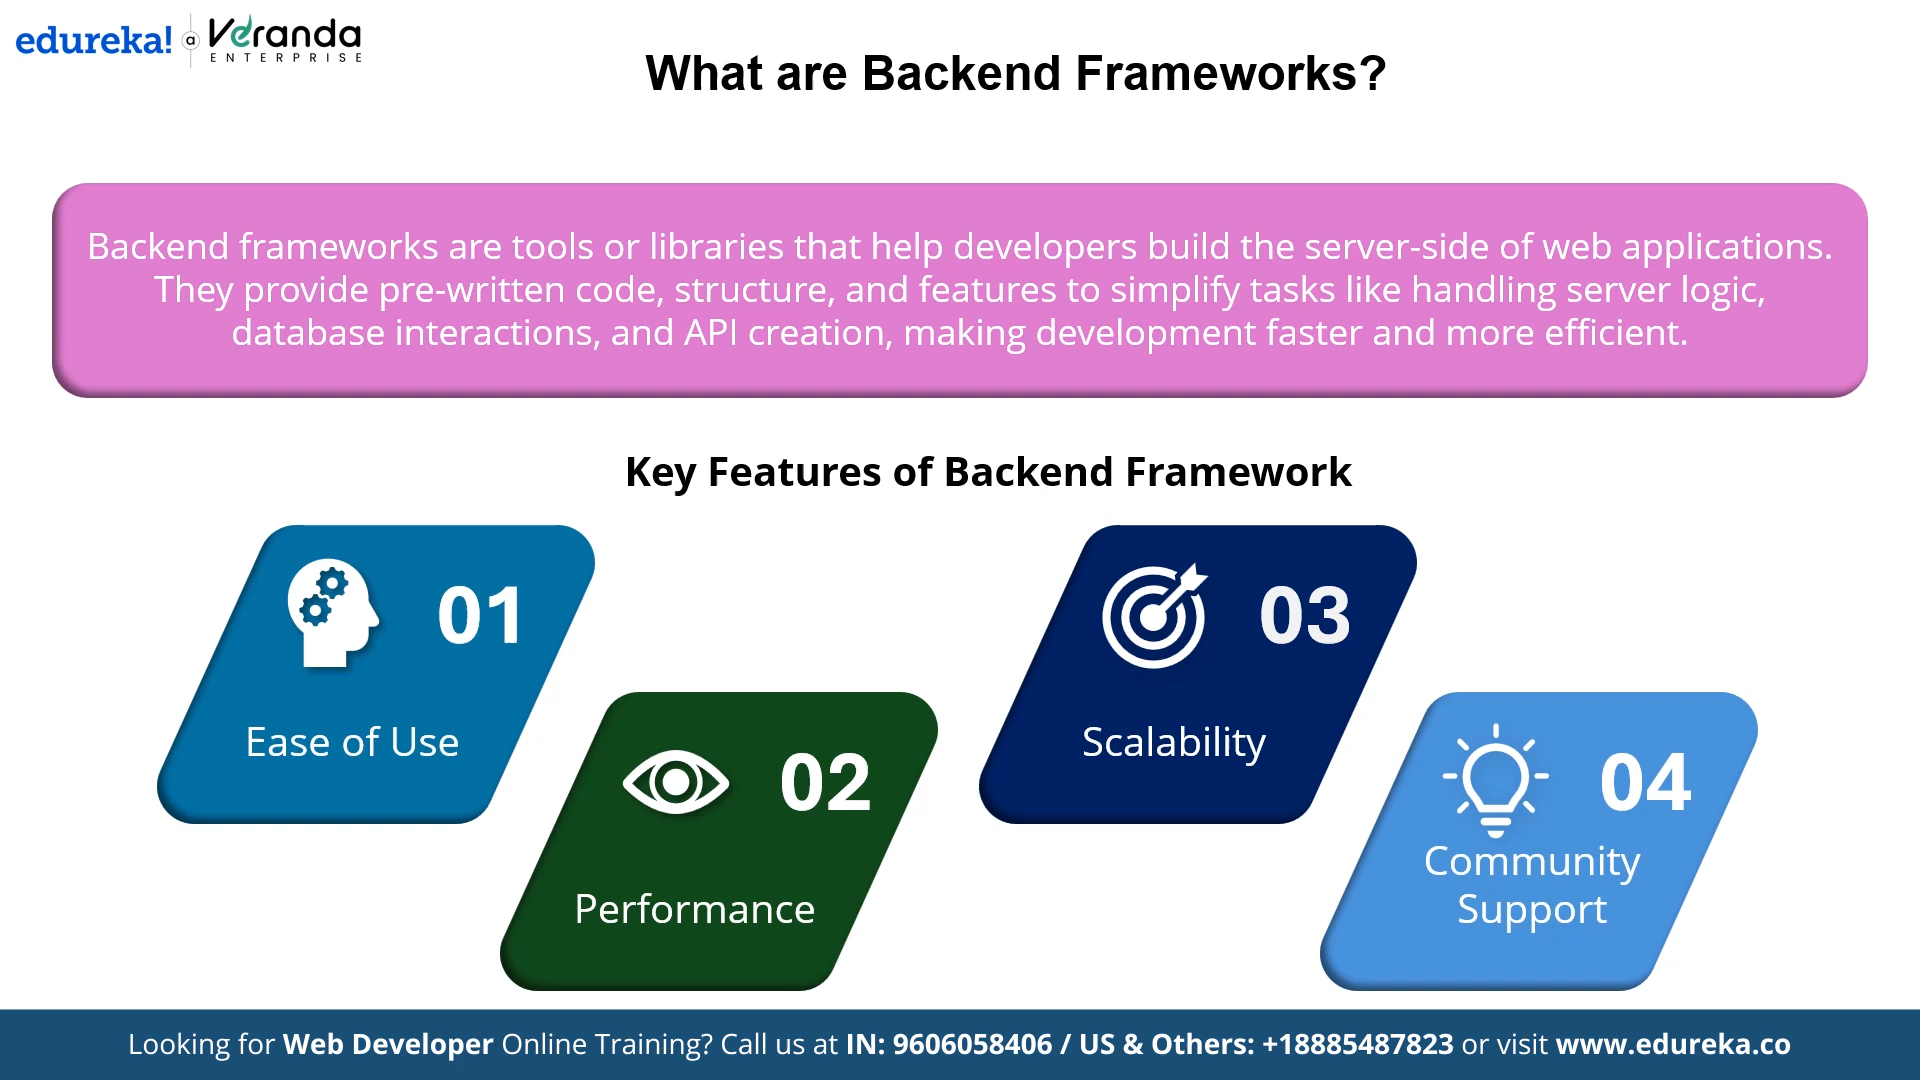 edureka! a Veranda
ENTERPRISE
What are Backend Frameworks?
Backend frameworks are tools or libraries that help developers build the server-side of web applications.
They provide pre-written code, structure, and features to simplify tasks like handling server logic,
database interactions, and API creation, making development faster and more efficient.
Key Features of Backend Framework
01
Ease of Use
02
Performance
03
Scalability
04
Community
Support
Looking for Web Developer Online Training? Call us at IN: 9606058406 / US & Others: +18885487823 or visit www.edureka.co